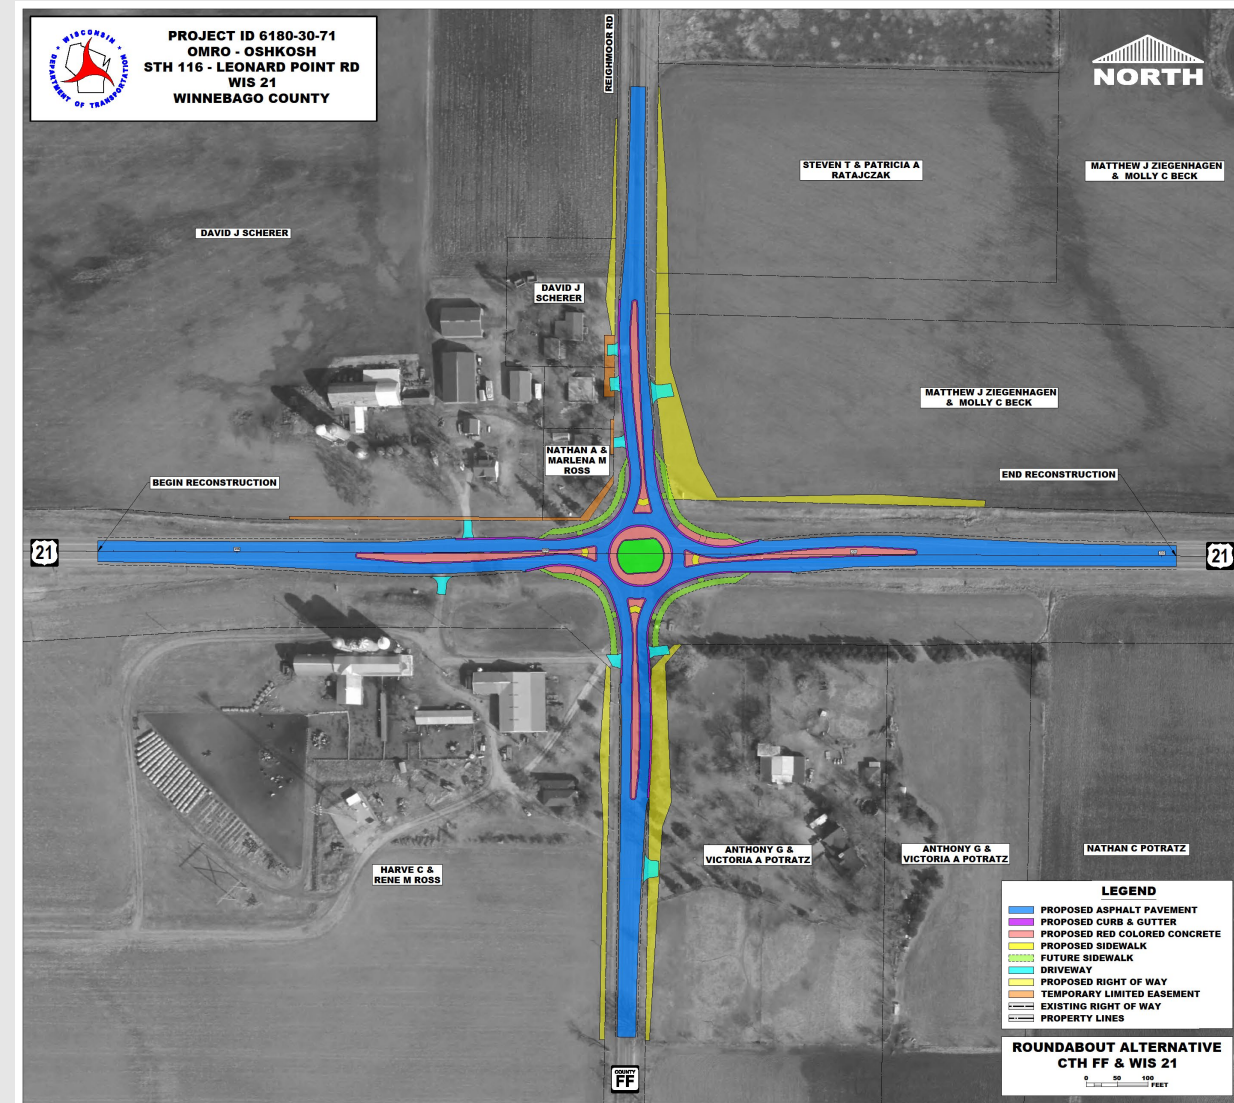 WISCONSIN
DEPARTMENT OF TRANSPORTATION
PROJECT ID 6180-30-71
OMRO - OSHKOSH
STH 116 - LEONARD POINT RD
WIS 21
WINNEBAGO COUNTY
REIGHMOOR RD
NORTH
STEVEN T & PATRICIA A
RATAJCZAK
MATTHEW J ZIEGENHAGEN
& MOLLY C BECK
DAVID J SCHERER
DAVID J
SCHERER
MATTHEW J ZIEGENHAGEN
& MOLLY C BECK
NATHAN A &
MARLENA M
ROSS
BEGIN RECONSTRUCTION
END RECONSTRUCTION
21
21
HARVE C &
RENE M ROSS
ANTHONY G &
VICTORIA A POTRATZ
ANTHONY G &
VICTORIA A POTRATZ
NATHAN C POTRATZ
LEGEND
PROPOSED ASPHALT PAVEMENT
PROPOSED CURB & GUTTER
PROPOSED RED COLORED CONCRETE
PROPOSED SIDEWALK
FUTURE SIDEWALK
DRIVEWAY
PROPOSED RIGHT OF WAY
TEMPORARY LIMITED EASEMENT
EXISTING RIGHT OF WAY
PROPERTY LINES
ROUNDABOUT ALTERNATIVE
CTH FF & WIS 21
0 50 100
FEET
COUNTY
FF